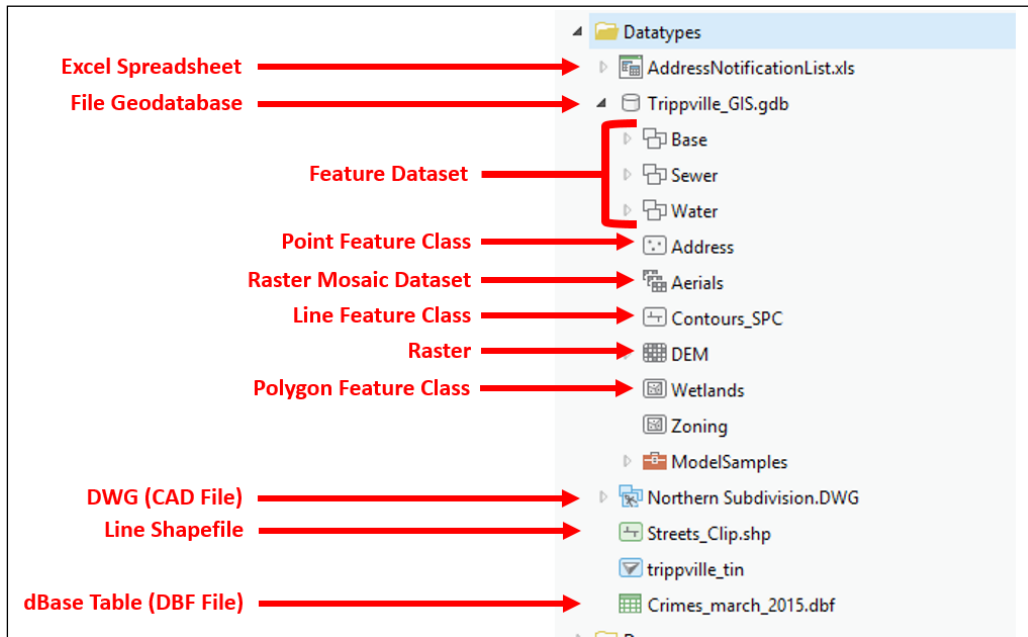 Datatypes
Excel Spreadsheet AddressNotificationList.xls
File Geodatabase Trippville_GIS.gdb
Base
Feature Dataset Sewer
Water
Point Feature Class Address
Raster Mosaic Dataset Aerials
Line Feature Class Contours_SPC
Raster DEM
Polygon Feature Class Wetlands
Zoning
ModelSamples
DWG (CAD File) Northern Subdivision.DWG
Line Shapefile Streets_Clip.shp
trippville_tin
dBase Table (DBF File) Crimes_march_2015.dbf